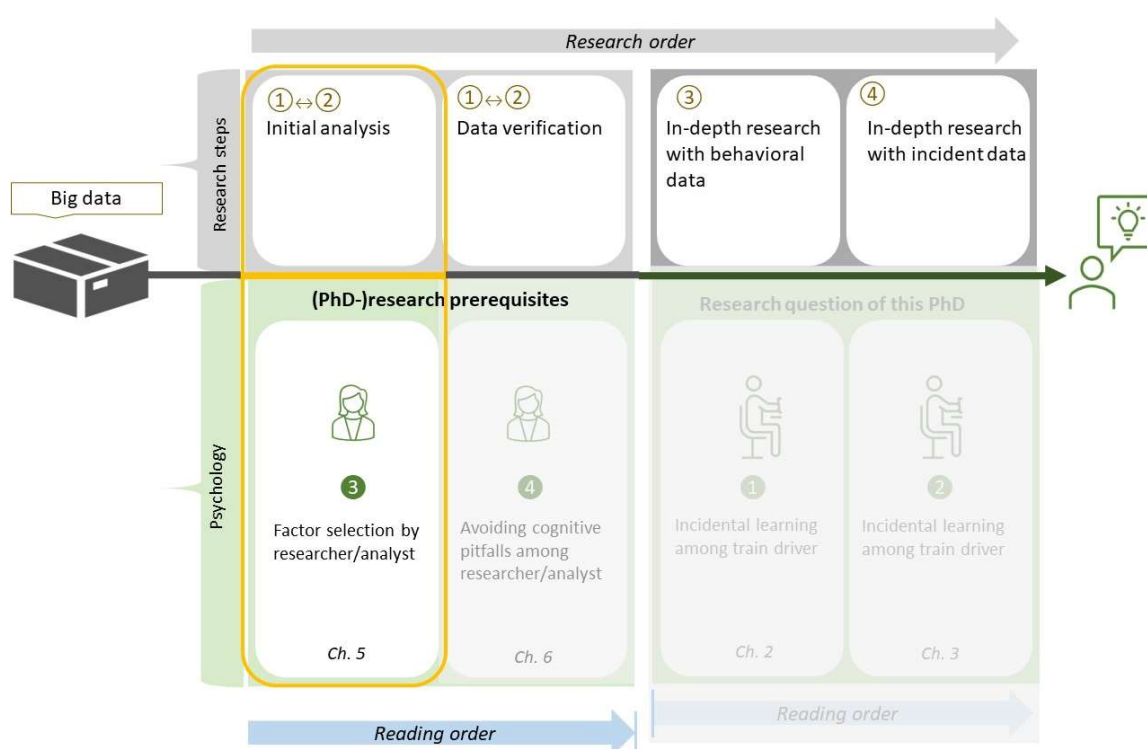 Research order
Research steps
① ↔ ②
Initial analysis
① ↔ ②
Data verification
③
In-depth research
with behavioral
data
④
In-depth research
with incident data
Big data
(PhD-)research prerequisites
Research question of this PhD
Psychology
3
Factor selection by
researcher/analyst
Ch. 5
4
Avoiding cognitive
pitfalls among
researcher/analyst
Ch. 6
1
Incidental learning
among train driver
Ch. 2
2
Incidental learning
among train driver
Ch. 3
Reading order
Reading order